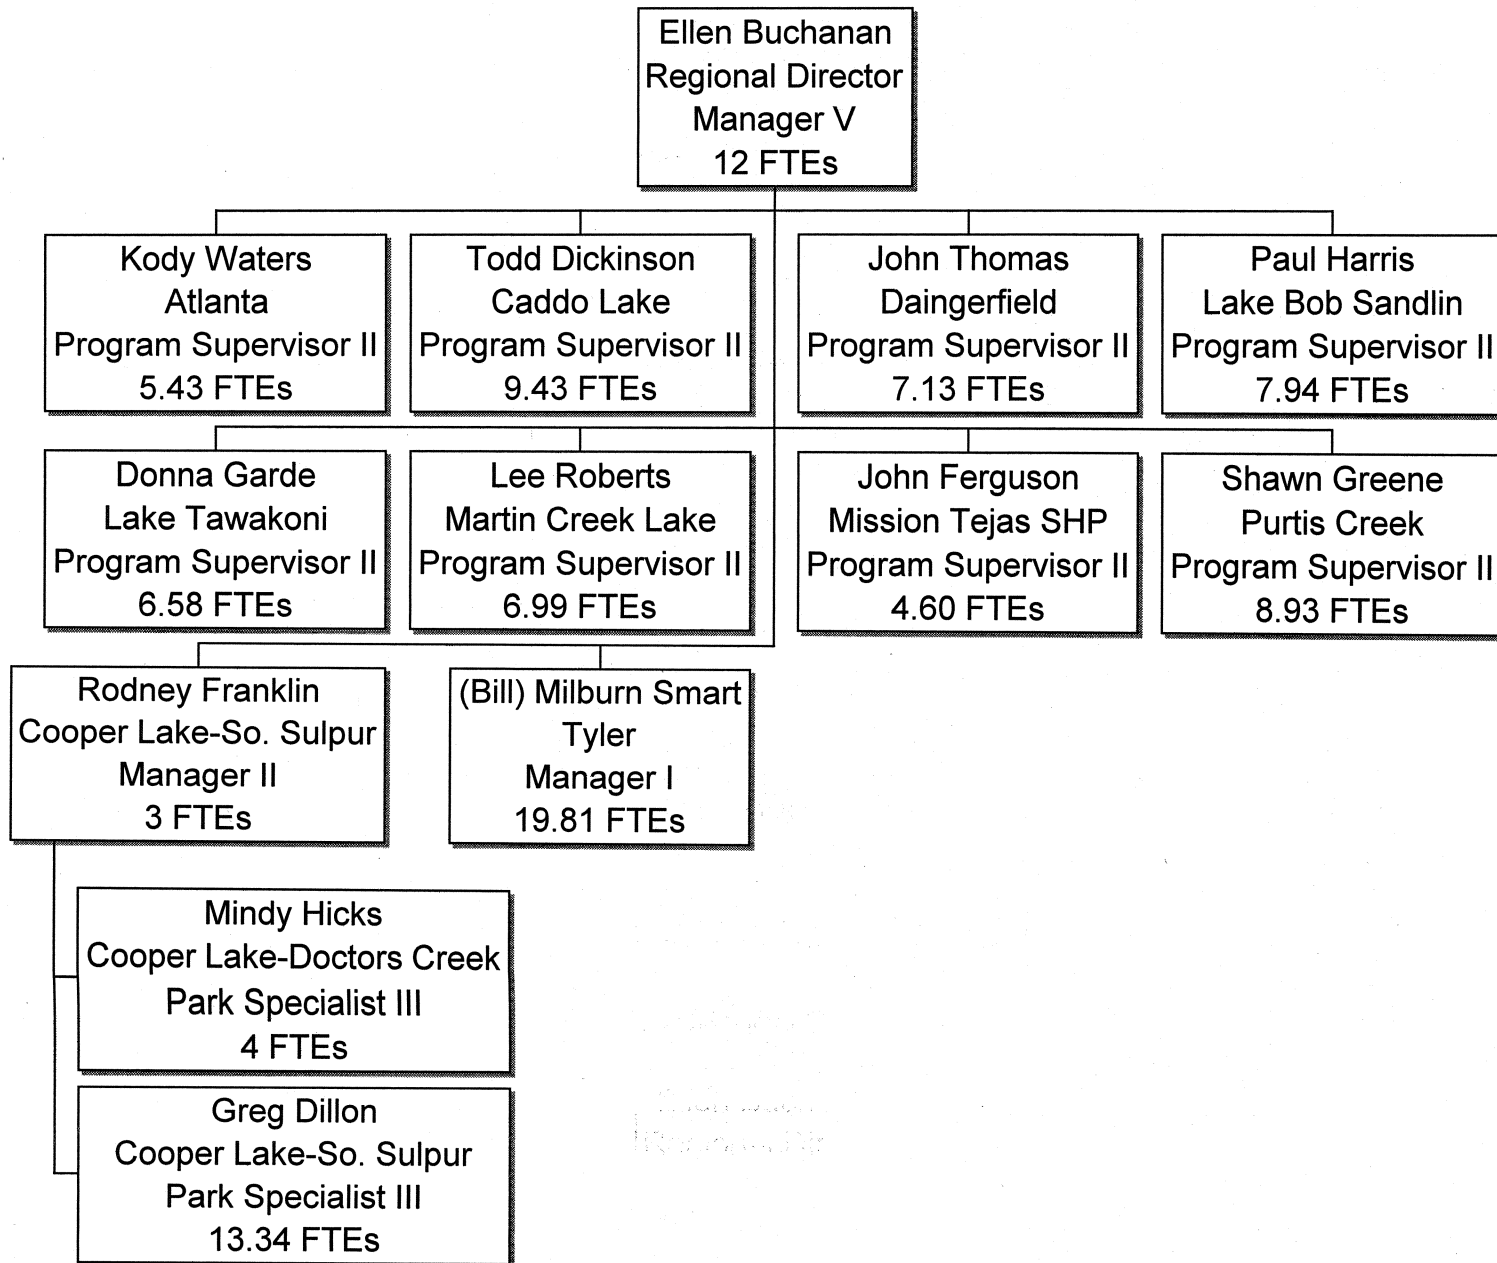 Ellen Buchanan
Regional Director
Manager V
12 FTEs
Kody Waters
Atlanta
Program Supervisor II
5.43 FTEs
Todd Dickinson
Caddo Lake
Program Supervisor II
9.43 FTEs
John Thomas
Daingerfield
Program Supervisor II
7.13 FTEs
Paul Harris
Lake Bob Sandlin
Program Supervisor II
7.94 FTEs
Donna Garde
Lake Tawakoni
Program Supervisor II
6.58 FTEs
Lee Roberts
Martin Creek Lake
Program Supervisor II
6.99 FTEs
John Ferguson
Mission Tejas SHP
Program Supervisor II
4.60 FTEs
Shawn Greene
Purtis Creek
Program Supervisor II
8.93 FTEs
Rodney Franklin
Cooper Lake-So. Sulpur
Manager II
3 FTEs
(Bill) Milburn Smart
Tyler
Manager I
19.81 FTEs
Mindy Hicks
Cooper Lake-Doctors Creek
Park Specialist III
4 FTEs
Greg Dillon
Cooper Lake-So. Sulpur
Park Specialist III
13.34 FTEs